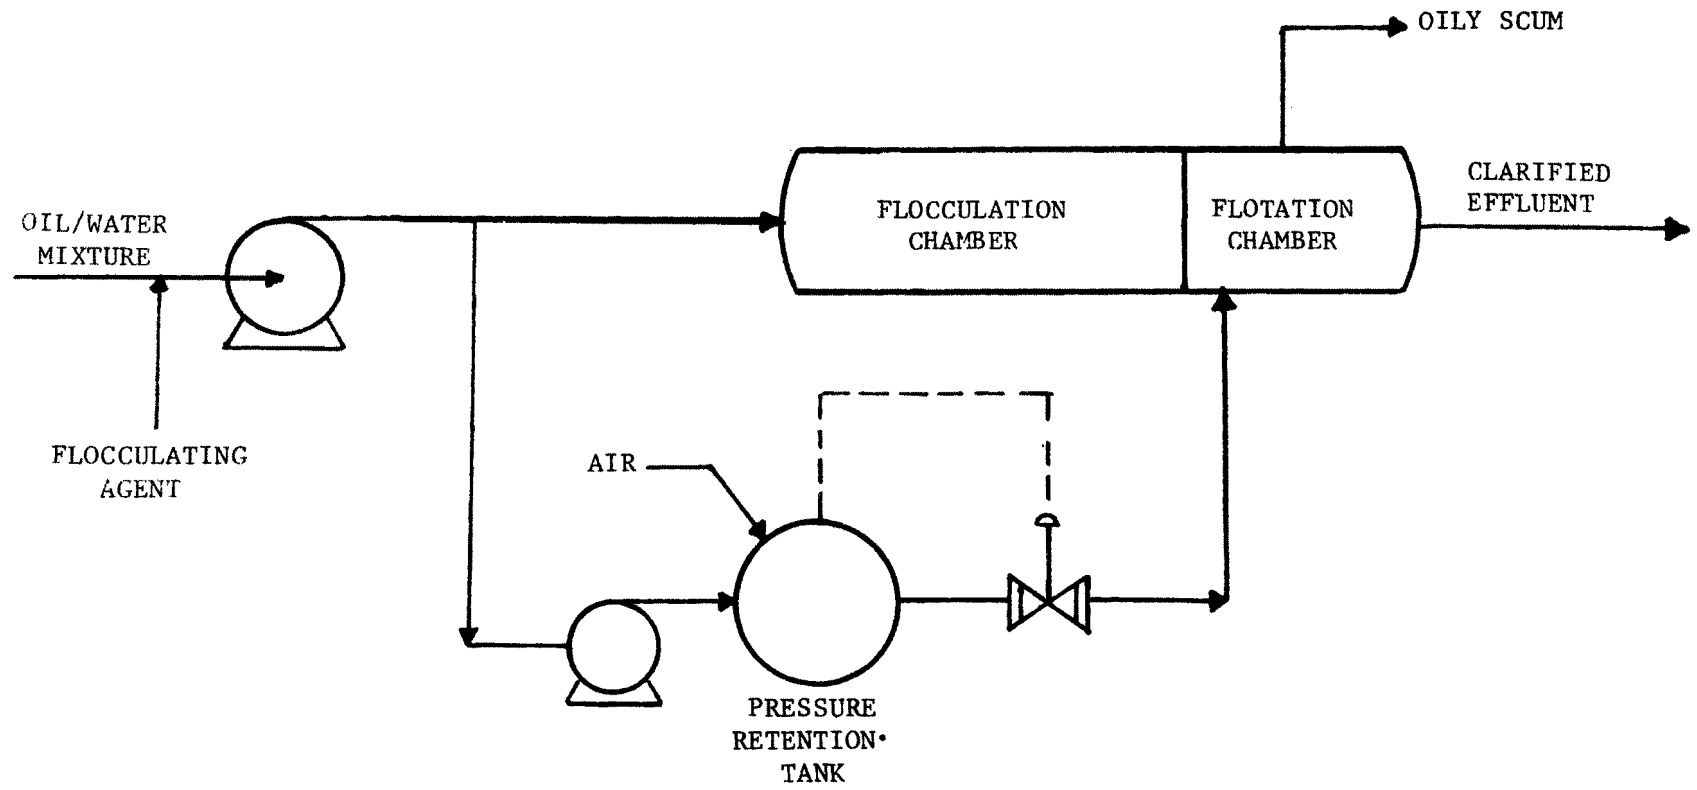 OILY SCUM
CLARIFIED
EFFLUENT
FLOCCULATION
CHAMBER
FLOTATION
CHAMBER
OIL/WATER
MIXTURE
FLOCCULATING
AGENT
AIR
PRESSURE
RETENTION·
TANK